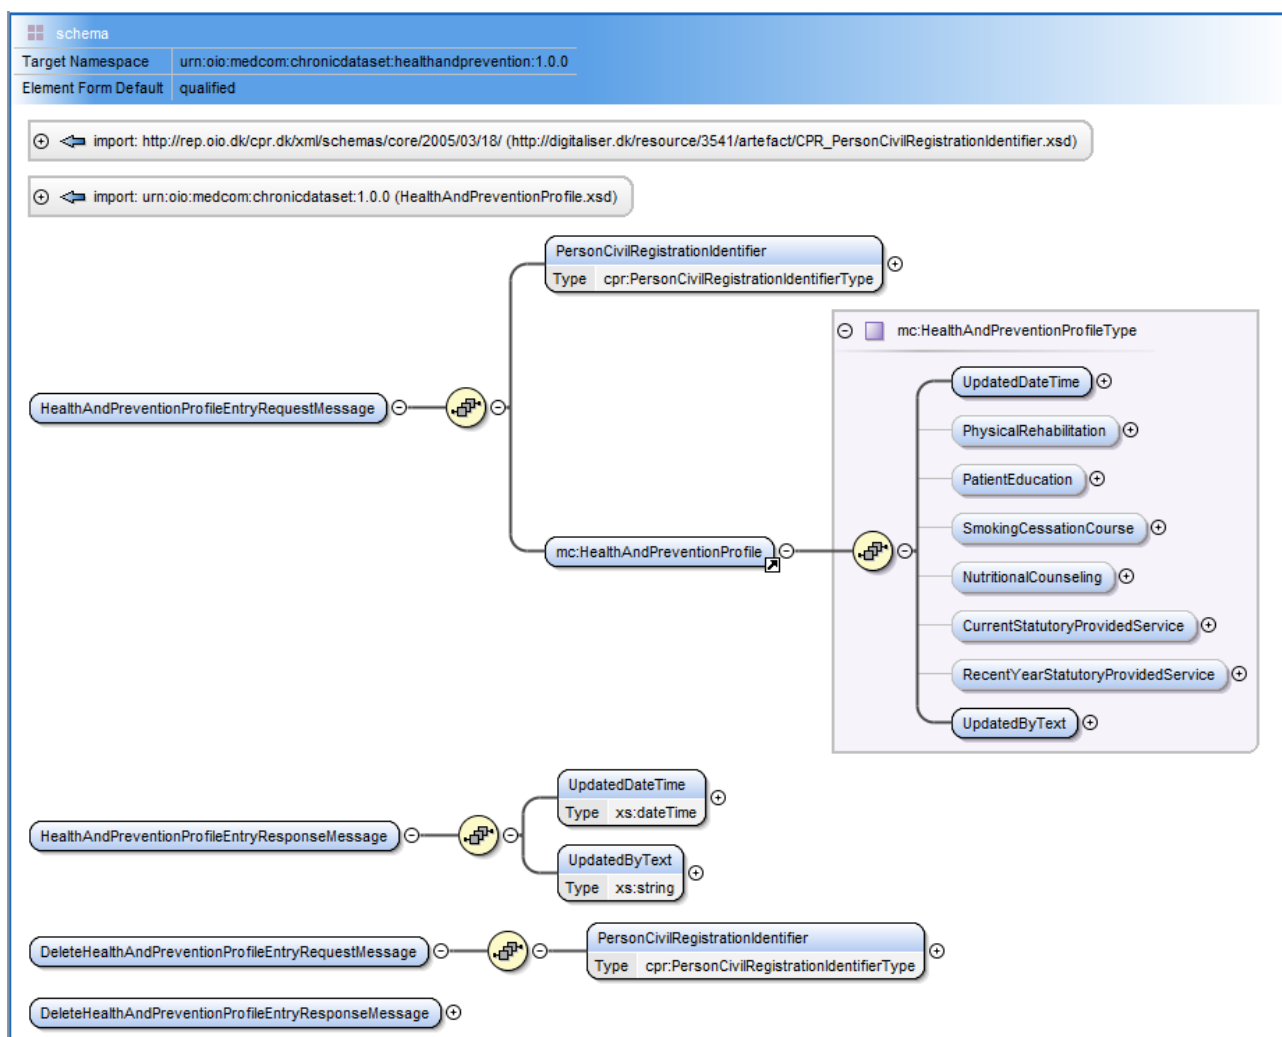 schema
Target Namespace urn:oio:medcom:chronicdataset:healthandprevention:1.0.0
Element Form Default qualified
import: http://rep.oio.dk/cpr.dk/xml/schemas/core/2005/03/18/ (http://digitaliser.dk/resource/3541/artefact/CPR_PersonCivilRegistrationIdentifier.xsd)
import: urn:oio:medcom:chronicdataset:1.0.0 (HealthAndPreventionProfile.xsd)
HealthAndPreventionProfileEntryRequestMessage
PersonCivilRegistrationIdentifier
Type cpr:PersonCivilRegistrationIdentifierType
mc:HealthAndPreventionProfile
mc:HealthAndPreventionProfileType
UpdatedDateTime
PhysicalRehabilitation
PatientEducation
SmokingCessationCourse
NutritionalCounseling
CurrentStatutoryProvidedService
RecentYearStatutoryProvidedService
UpdatedByText
HealthAndPreventionProfileEntryResponseMessage
UpdatedDateTime
Type xs:dateTime
UpdatedByText
Type xs:string
DeleteHealthAndPreventionProfileEntryRequestMessage
PersonCivilRegistrationIdentifier
Type cpr:PersonCivilRegistrationIdentifierType
DeleteHealthAndPreventionProfileEntryResponseMessage